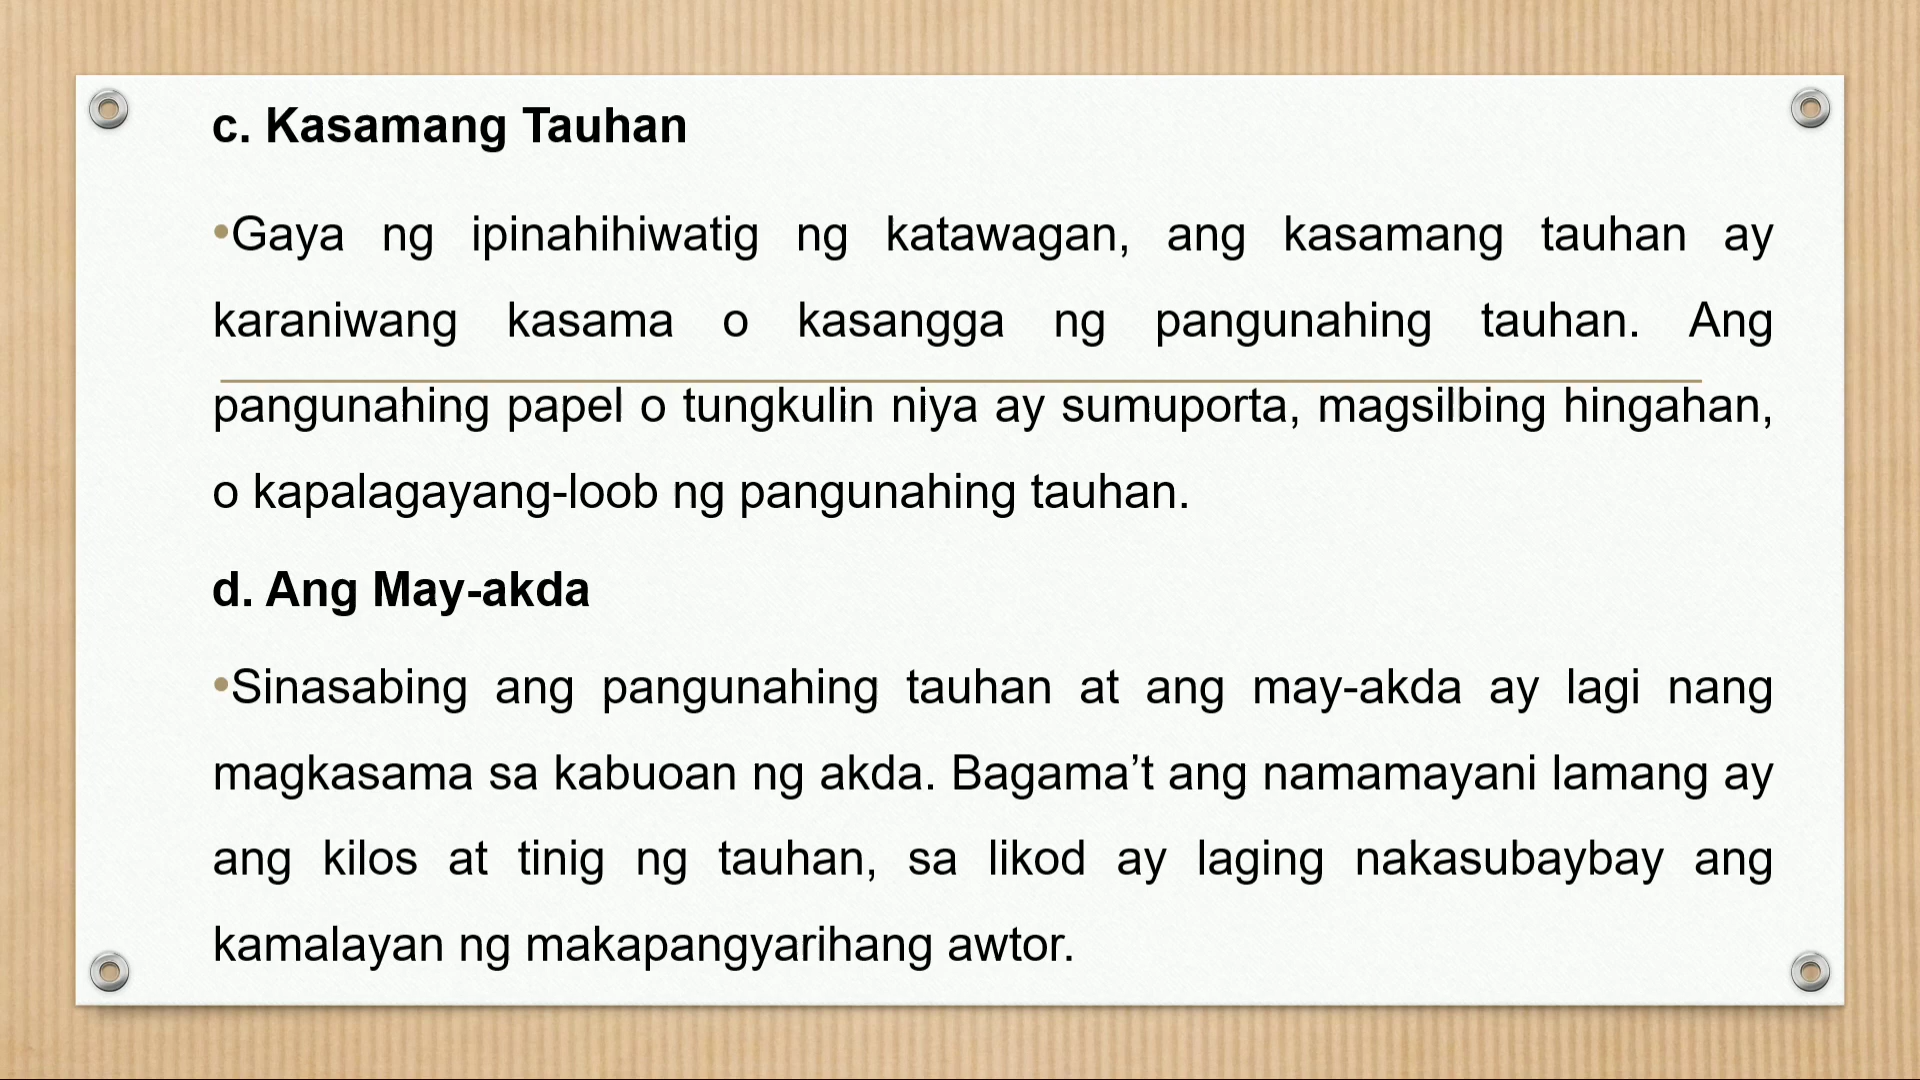 c. Kasamang Tauhan
•Gaya ng ipinahihiwatig ng katawagan, ang kasamang tauhan ay
karaniwang kasama o kasangga ng pangunahing tauhan. Ang
pangunahing papel o tungkulin niya ay sumuporta, magsilbing hingahan,
o kapalagayang-loob ng pangunahing tauhan.
d. Ang May-akda
•Sinasabing ang pangunahing tauhan at ang may-akda ay lagi nang
magkasama sa kabuoan ng akda. Bagama’t ang namamayani lamang ay
ang kilos at tinig ng tauhan, sa likod ay laging nakasubaybay ang
kamalayan ng makapangyarihang awtor.